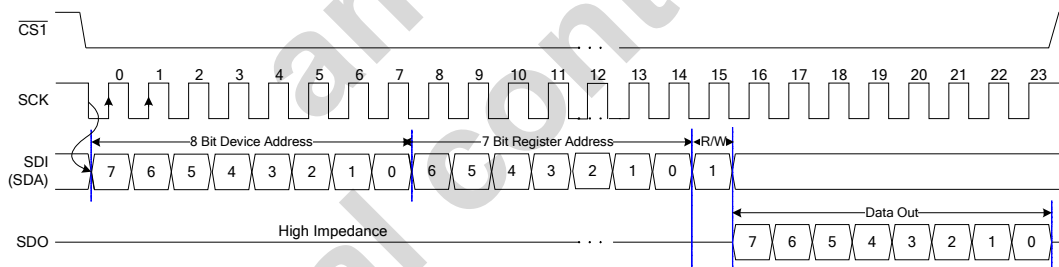 CS1
SCK 0 1 2 3 4 5 6 7 8 9 10 11 12 13 14 15 16 17 18 19 20 21 22 23
8 Bit Device Address 7 Bit Register Address R/W
SDI
(SDA) 7 6 5 4 3 2 1 0 6 5 4 3 2 1 0 1
Data Out
SDO High Impedance 7 6 5 4 3 2 1 0